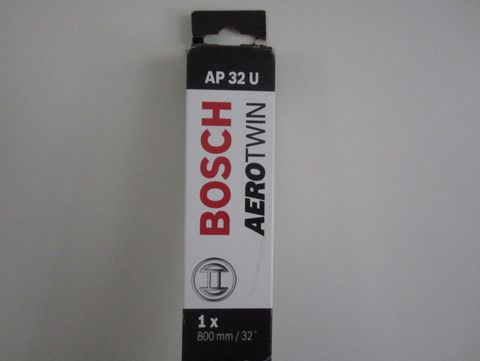 AP 32 U
BOSCH
AEROTWIN
1 x
800 mm / 32"